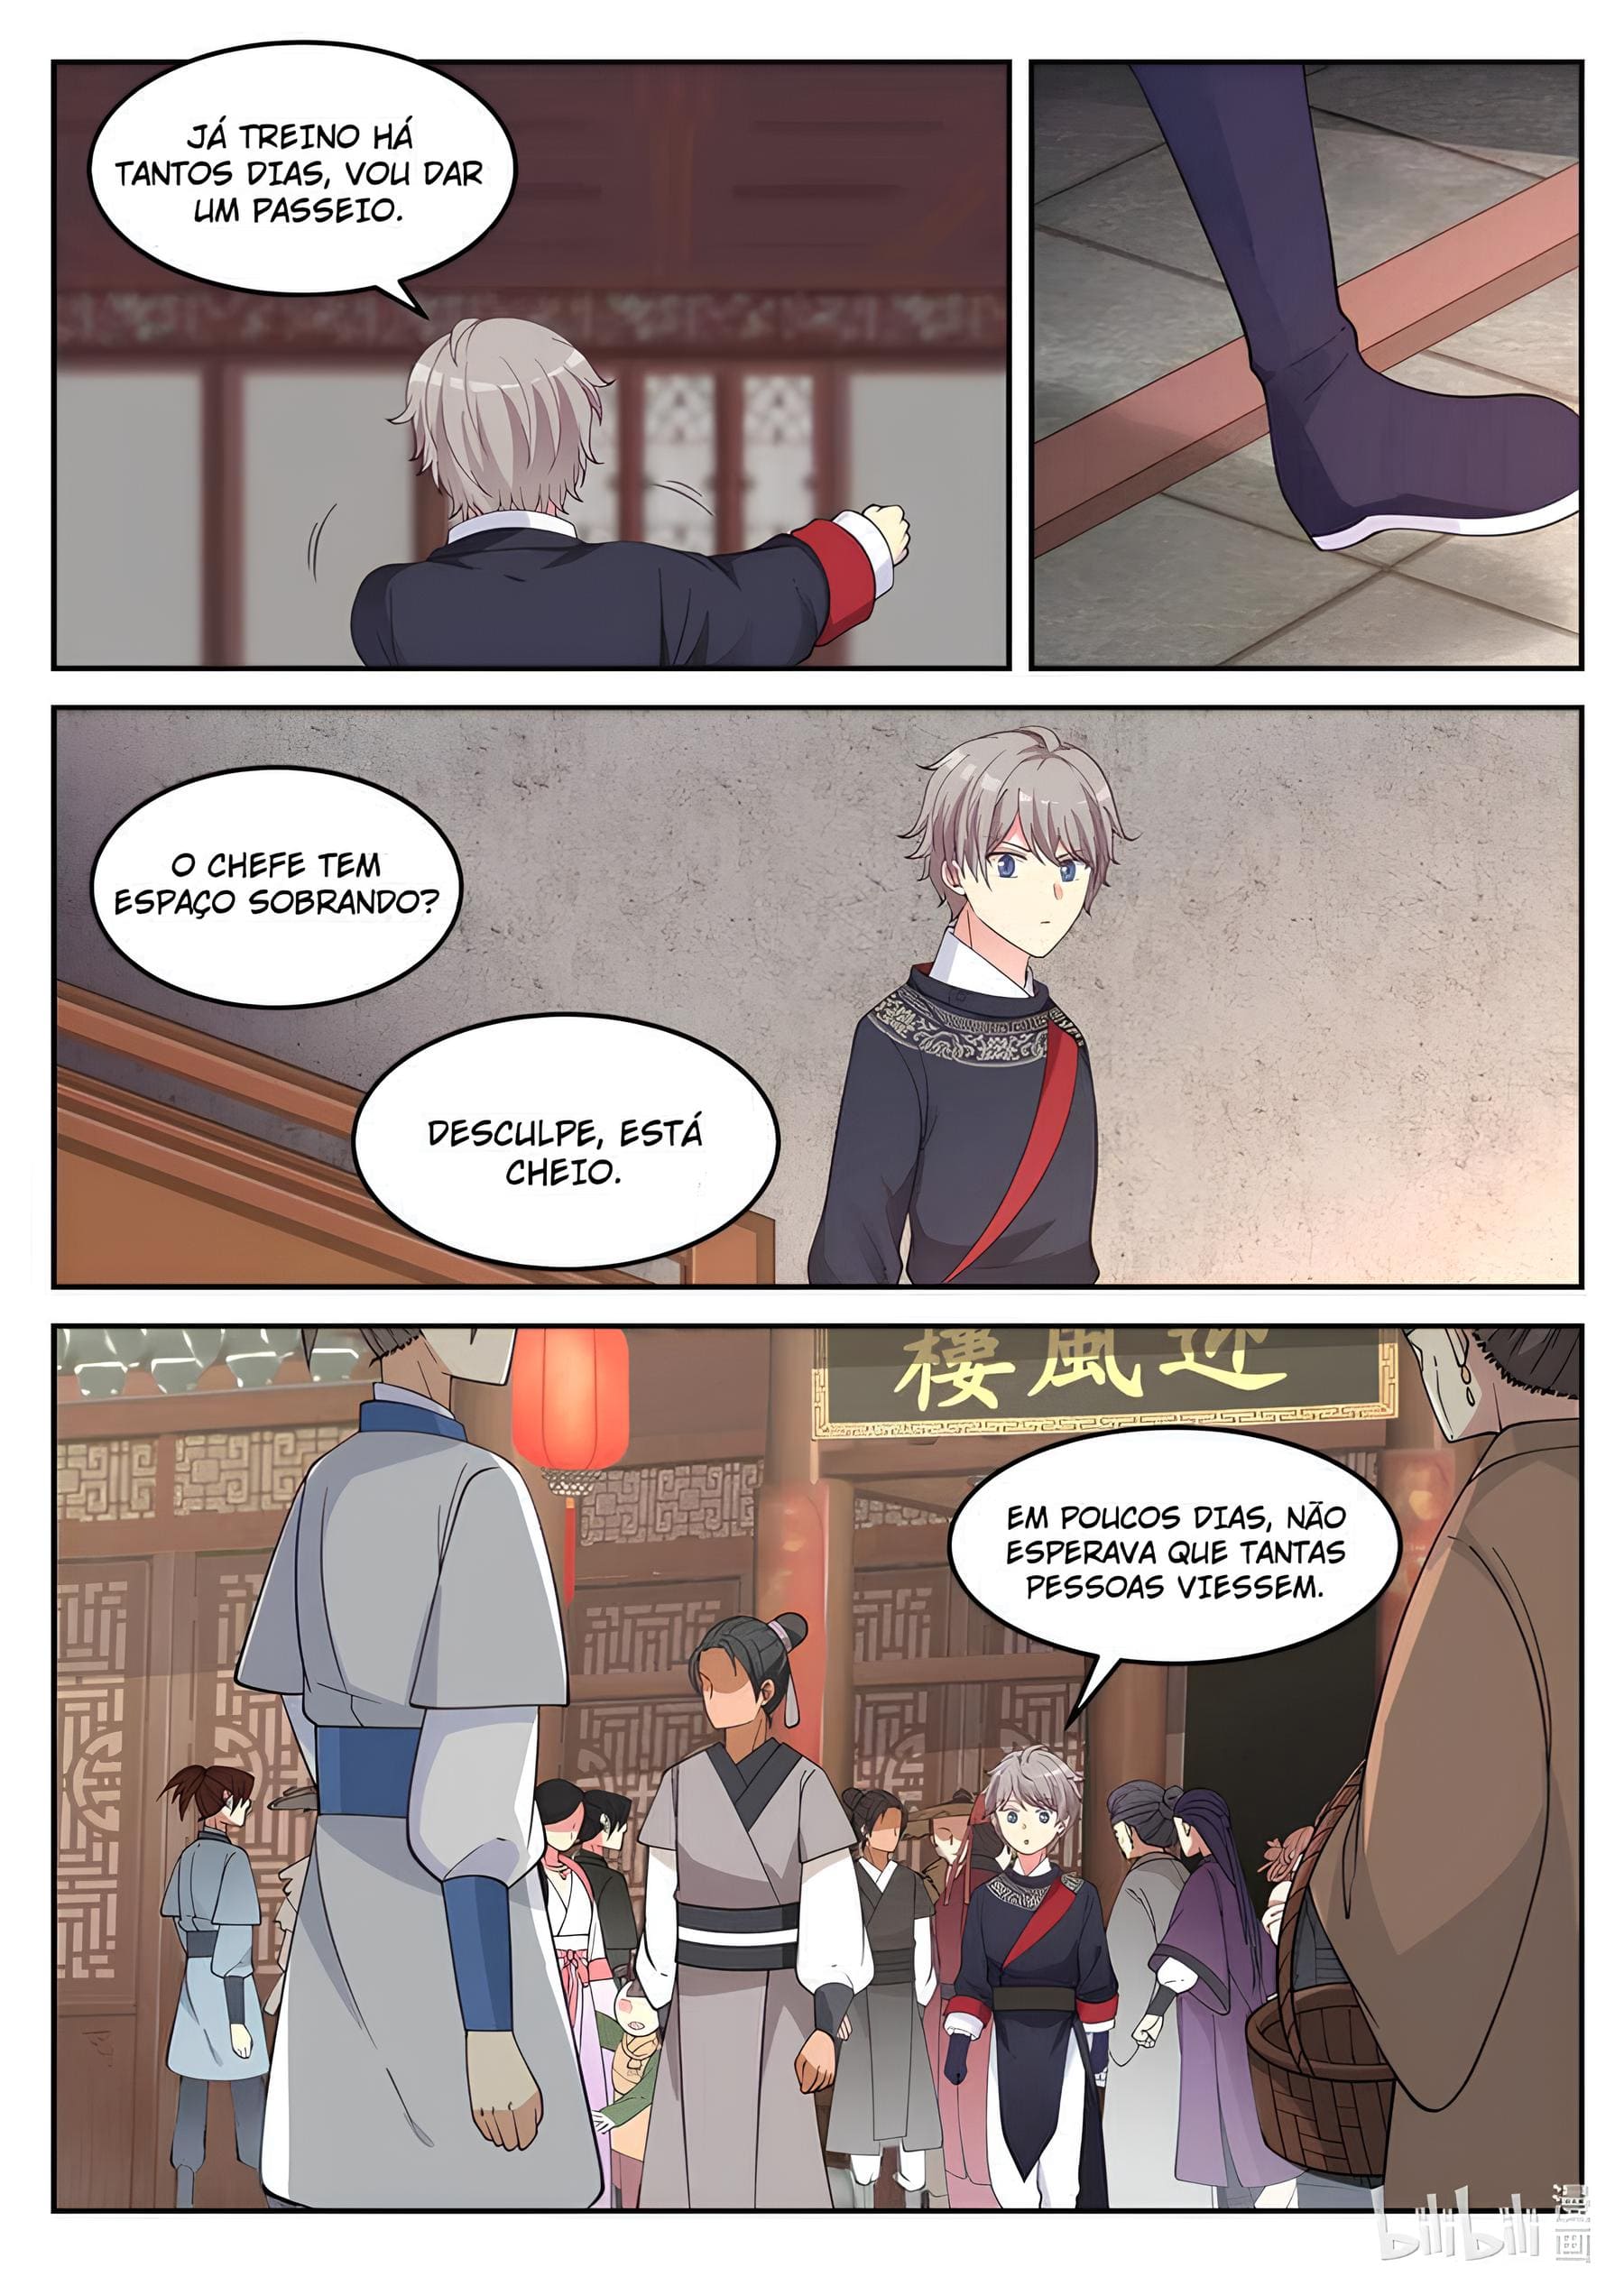 JÁ TREINO HÁ
TANTOS DIAS, VOU DAR
UM PASSEIO.
O CHEFE TEM
ESPAÇO SOBRANDO?
DESCULPE, ESTÁ
CHEIO.
樓風迎
EM POUCOS DIAS, NÃO
ESPERAVA QUE TANTAS
PESSOAS VIESSEM.
bilibili 漫画